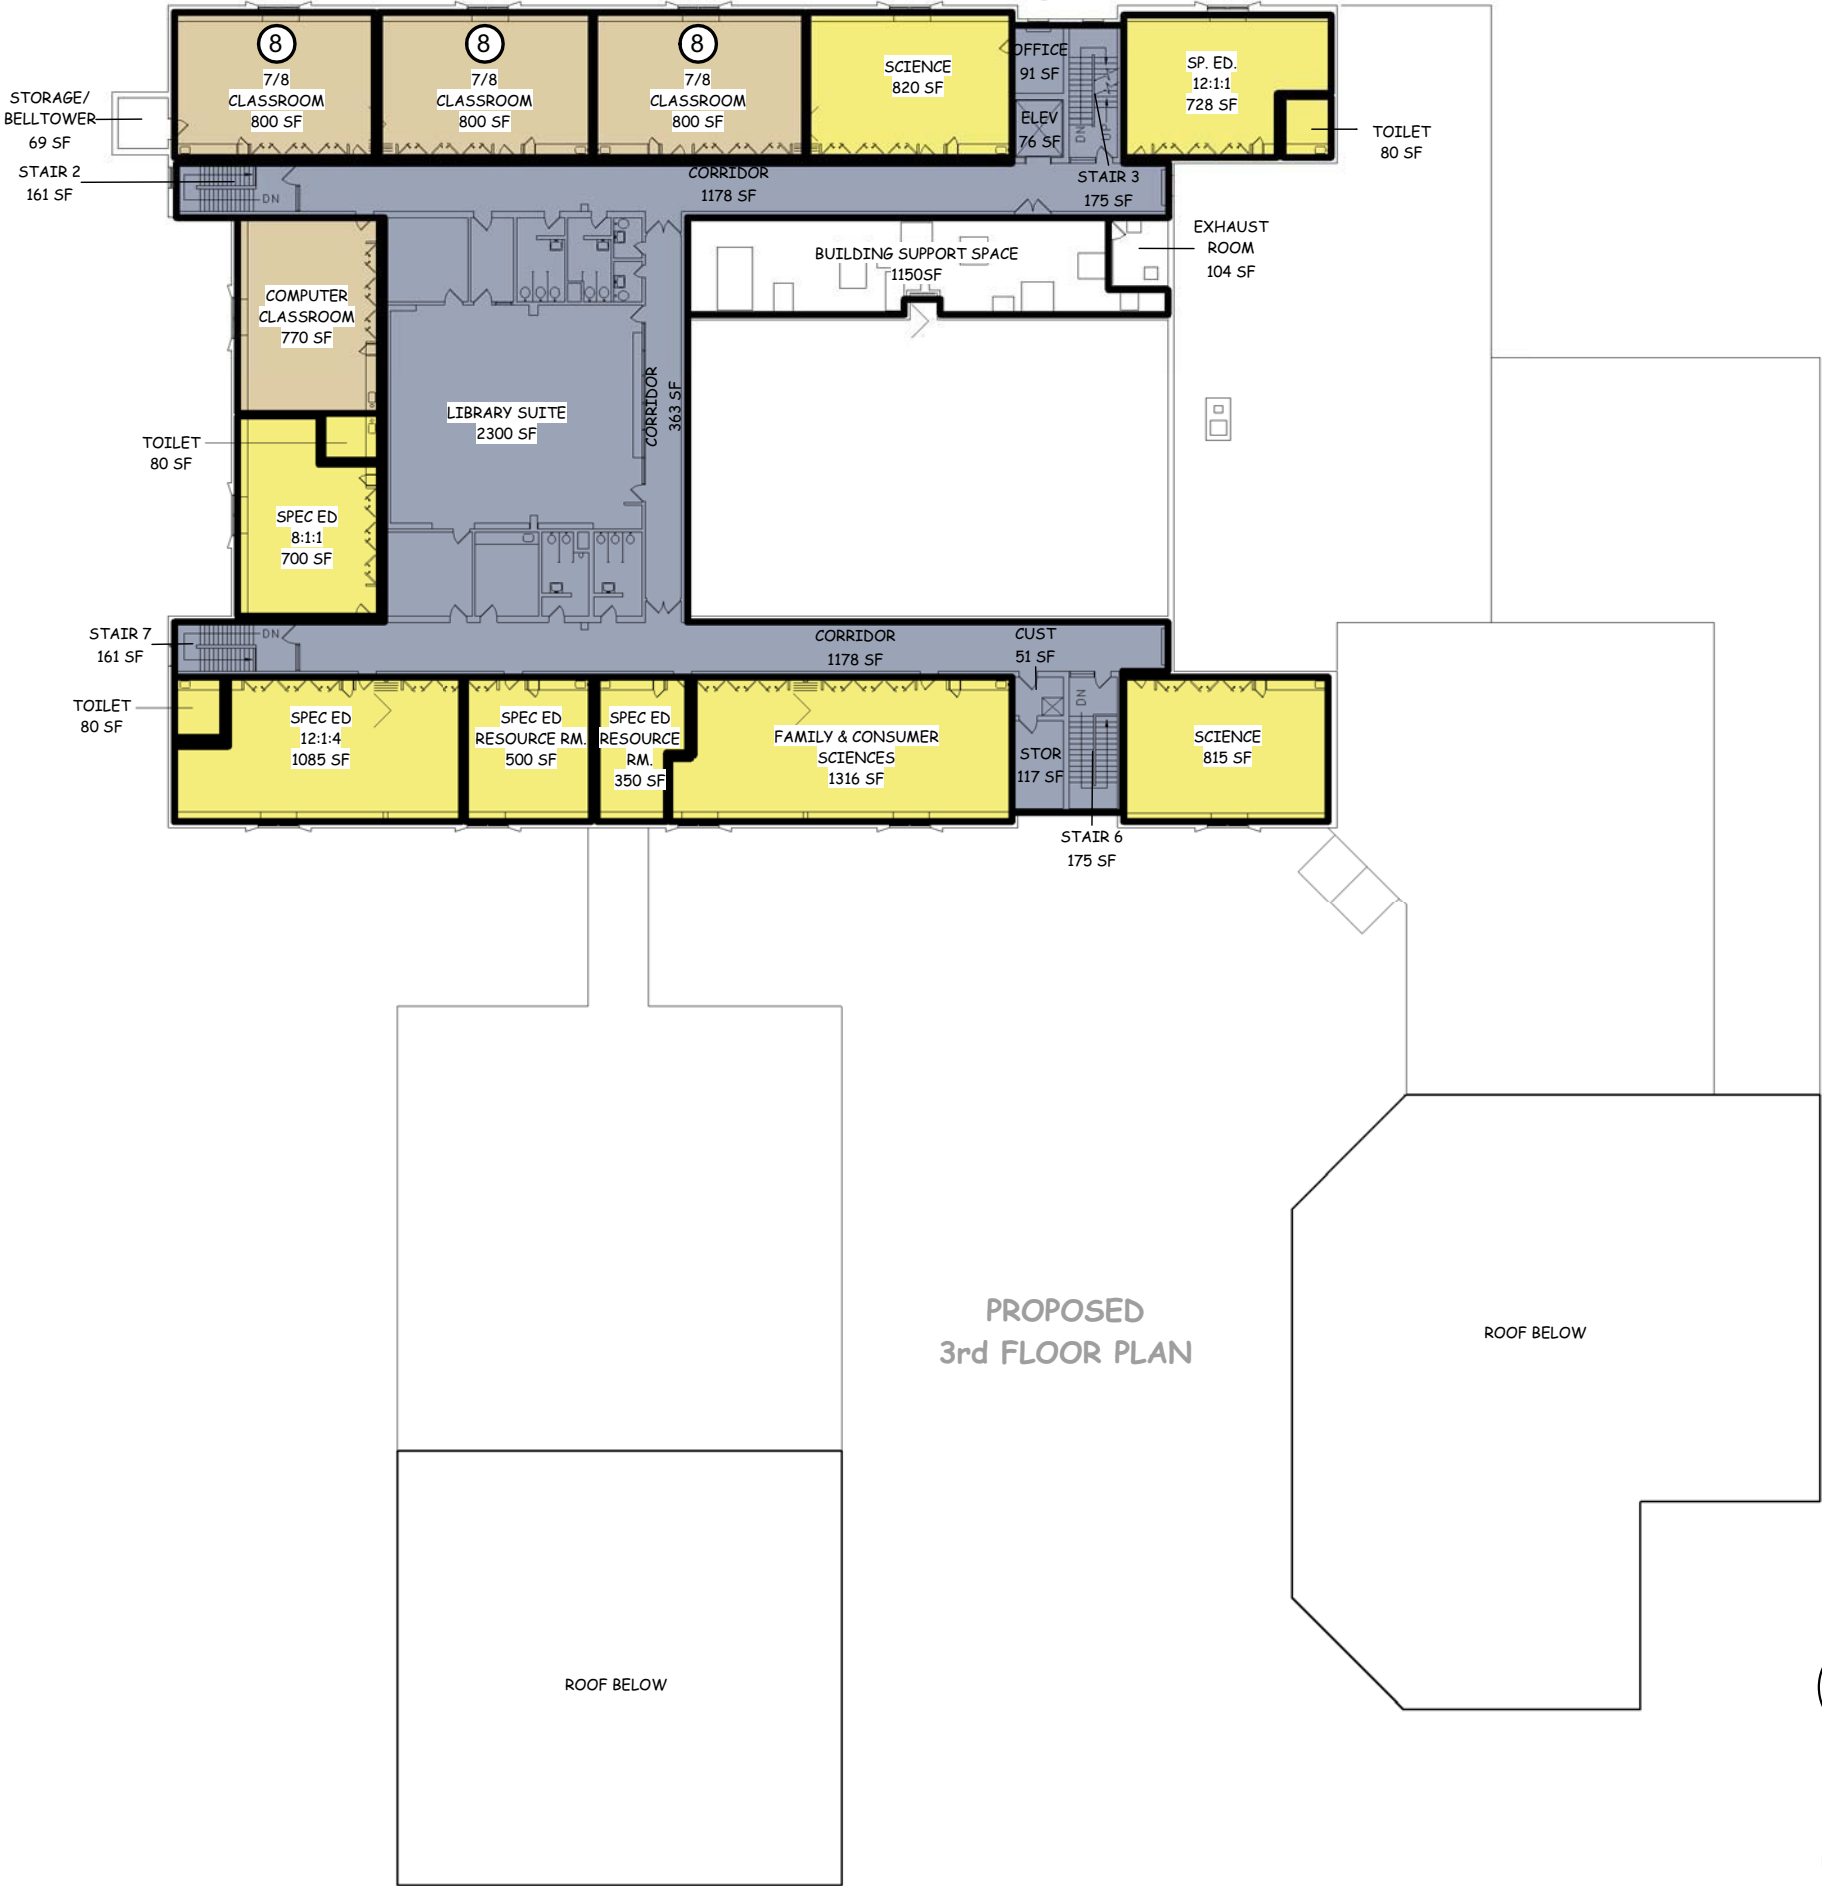 8
7/8
CLASSROOM
800 SF
8
7/8
CLASSROOM
800 SF
8
7/8
CLASSROOM
800 SF
SCIENCE
820 SF
OFFICE
91 SF
ELEV
76 SF
DN
UP
SP. ED.
12:1:1
728 SF
TOILET
80 SF
STORAGE/
BELLTOWER
69 SF
STAIR 2
161 SF
DN
CORRIDOR
1178 SF
STAIR 3
175 SF
BUILDING SUPPORT SPACE
1150SF
EXHAUST
ROOM
104 SF
COMPUTER
CLASSROOM
770 SF
LIBRARY SUITE
2300 SF
CORRIDOR
363 SF
TOILET
80 SF
SPEC ED
8:1:1
700 SF
STAIR 7
161 SF
DN
CORRIDOR
1178 SF
CUST
51 SF
DN
TOILET
80 SF
SPEC ED
12:1:4
1085 SF
SPEC ED
RESOURCE RM.
500 SF
SPEC ED
RESOURCE
RM.
350 SF
FAMILY & CONSUMER
SCIENCES
1316 SF
STOR
117 SF
SCIENCE
815 SF
STAIR 6
175 SF
PROPOSED
3rd FLOOR PLAN
ROOF BELOW
ROOF BELOW